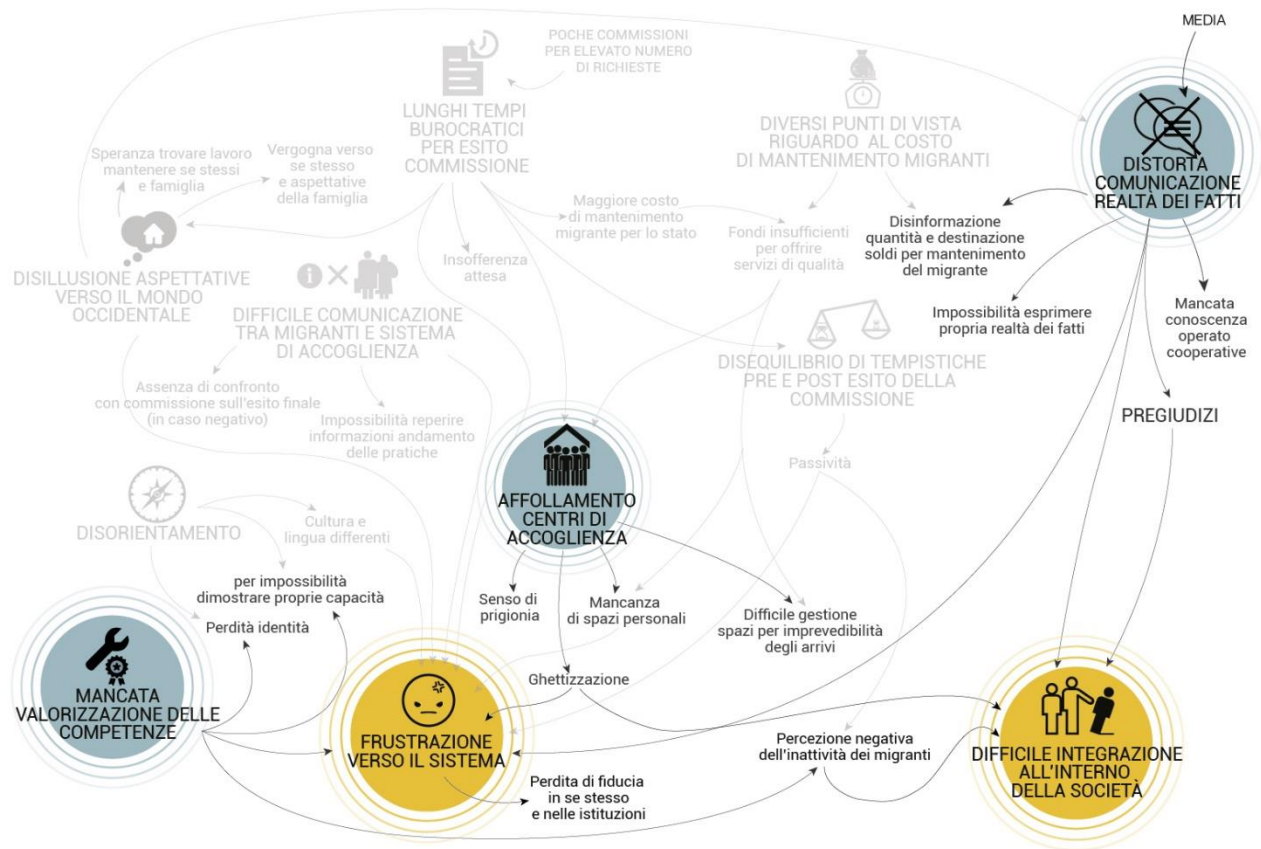 MEDIA
POCHE COMMISSIONI
PER ELEVATO NUMERO
DI RICHIESTE
LUNGHI TEMPI
BUROCRATICI
PER ESITO
COMMISSIONE
DIVERSI PUNTI DI VISTA
RIGUARDO AL COSTO
DI MANTENIMENTO MIGRANTI
DISTORTA
COMUNICAZIONE
REALTÀ DEI FATTI
Speranza trovare lavoro
mantenere se stessi
e famiglia
Vergogna verso
se stesso
e aspettative
della famiglia
Maggiore costo
di mantenimento
migrante per lo stato
Fondi insufficienti
per offrire
servizi di qualità
Disinformazione
quantità e destinazione
soldi per mantenimento
del migrante
Insofferenza
attesa
DISILLUSIONE ASPETTATIVE
VERSO IL MONDO
OCCIDENTALE
i
DIFFICILE COMUNICAZIONE
TRA MIGRANTI E SISTEMA
DI ACCOGLIENZA
Impossibilità esprimere
propria realtà dei fatti
Mancata
conoscenza
operato
cooperative
DISEQUILIBRIO DI TEMPISTICHE
PRE E POST ESITO DELLA
COMMISSIONE
Assenza di confronto
con commissione sull'esito finale
(in caso negativo)
Impossibilità reperire
informazioni andamento
delle pratiche
PREGIUDIZI
Passività
AFFOLLAMENTO
CENTRI DI
ACCOGLIENZA
DISORIENTAMENTO
Cultura e
lingua differenti
per impossibilità
dimostrare proprie capacità
Perdità identità
Senso di
prigionia
Mancanza
di spazi personali
Difficile gestione
spazi per imprevedibilità
degli arrivi
Ghettizzazione
MANCATA
VALORIZZAZIONE DELLE
COMPETENZE
FRUSTRAZIONE
VERSO IL SISTEMA
Percezione negativa
dell'inattività dei migranti
DIFFICILE INTEGRAZIONE
ALL'INTERNO
DELLA SOCIETÀ
Perdita di fiducia
in se stesso
e nelle istituzioni